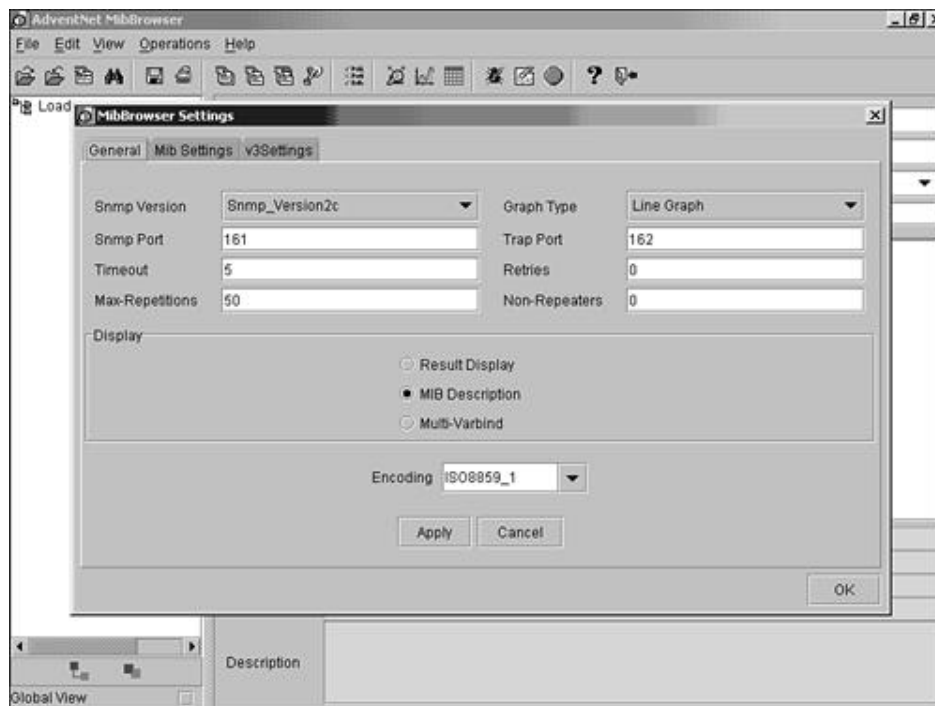 AdventNet MibBrowser
File Edit View Operations Help
Load
MibBrowser Settings
General Mib Settings v3Settings
Snmp Version Snmp_Version2c Graph Type Line Graph
Snmp Port 161 Trap Port 162
Timeout 5 Retries 0
Max-Repetitions 50 Non-Repeaters 0
Display
Result Display
MIB Description
Multi-Varbind
Encoding ISO8859_1
Apply Cancel
OK
Description
Global View